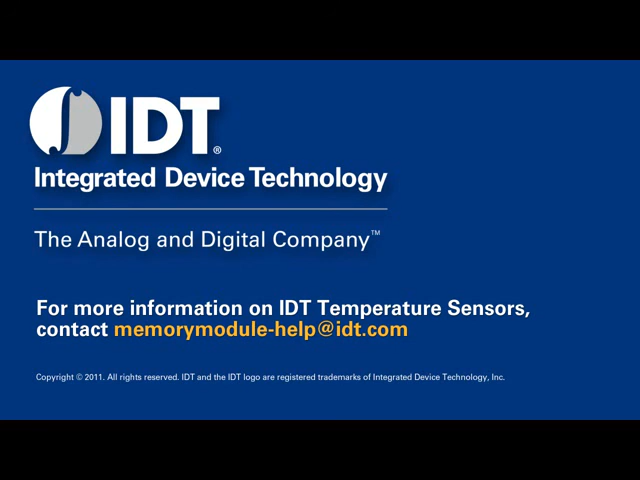 IDT®
Integrated Device Technology
The Analog and Digital Company™
For more information on IDT Temperature Sensors,
contact memorymodule-help@idt.com
Copyright © 2011. All rights reserved. IDT and the IDT logo are registered trademarks of Integrated Device Technology, Inc.